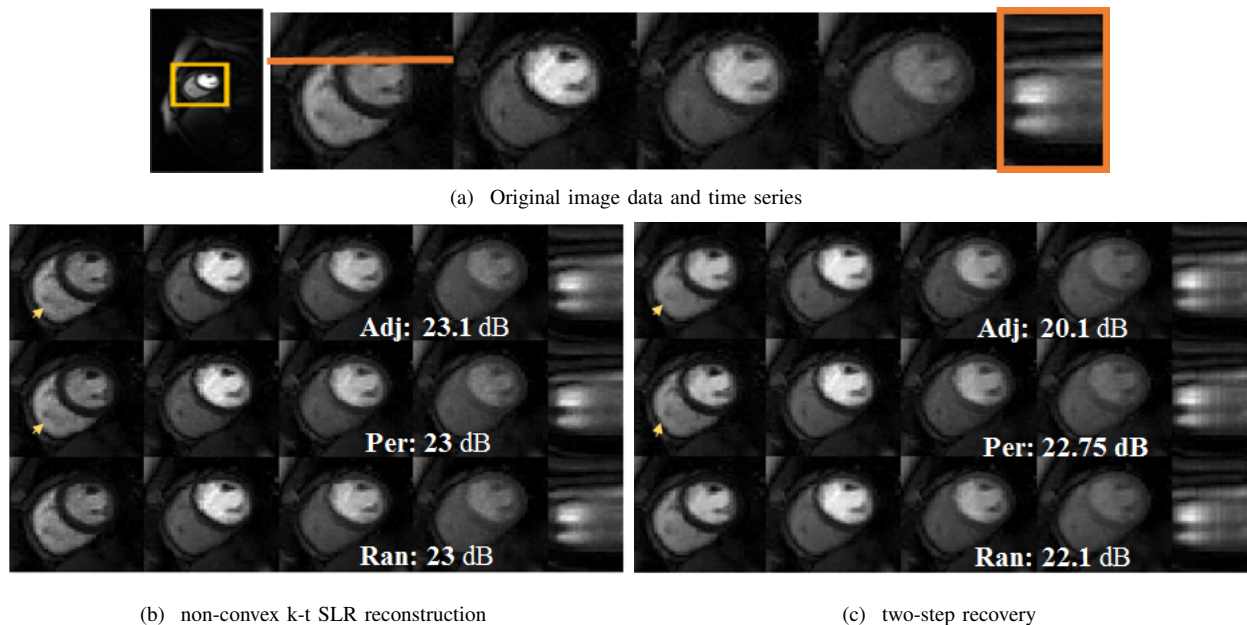 (a) Original image data and time series
Adj: 23.1 dB
Per: 23 dB
Ran: 23 dB
(b) non-convex k-t SLR reconstruction
Adj: 20.1 dB
Per: 22.75 dB
Ran: 22.1 dB
(c) two-step recovery